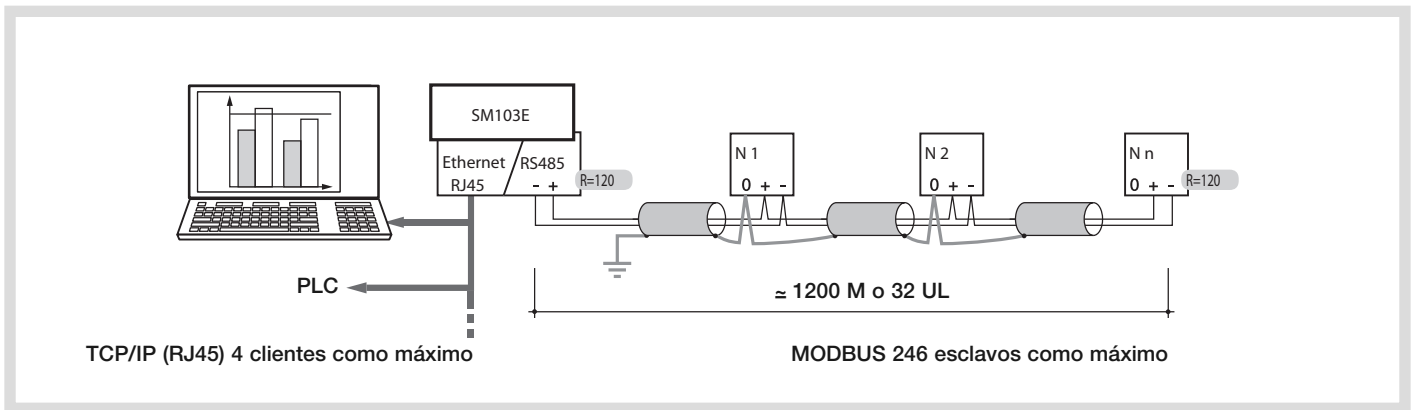 SM103E
Ethernet
RJ45
RS485
- +
R=120
N 1
0 + -
N 2
0 + -
N n
0 + -
R=120
PLC
≃ 1200 M o 32 UL
TCP/IP (RJ45) 4 clientes como máximo
MODBUS 246 esclavos como máximo